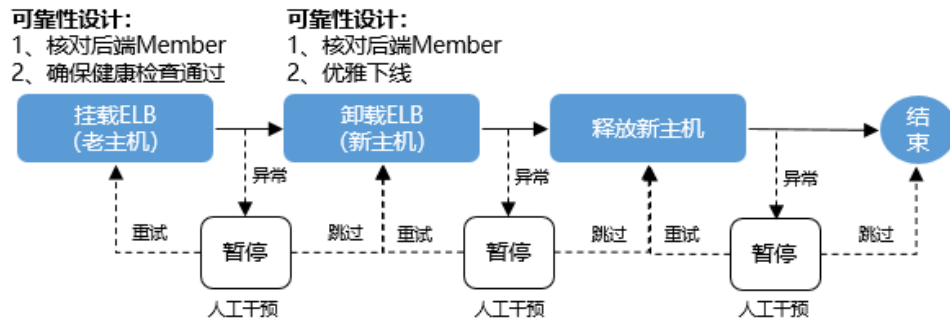 可靠性设计：
1、核对后端Member
2、确保健康检查通过
可靠性设计：
1、核对后端Member
2、优雅下线
挂载ELB
（老主机）
卸载ELB
（新主机）
释放新主机
结
束
异常
异常
异常
重试
暂停
跳过
重试
暂停
跳过
重试
暂停
跳过
人工干预
人工干预
人工干预